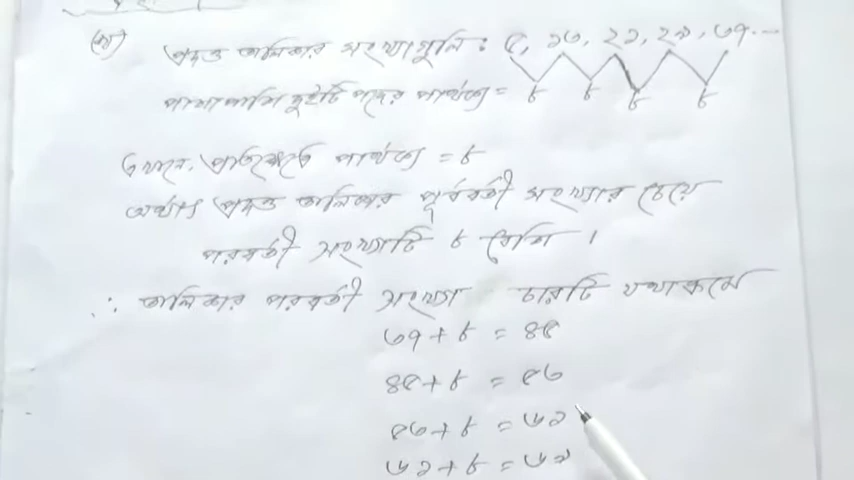 (খ) প্রদত্ত তালিকার সংখ্যাগুলি: ৫, ১৩, ২১, ২৯, ৩৭...
পাশাপাশি দুইটি পদের পার্থক্য = ৮ ৮ ৮ ৮
এখানে, প্রতিক্ষেত্রে পার্থক্য = ৮
অর্থাৎ প্রদত্ত তালিকার পূর্ববর্তী সংখ্যার চেয়ে
পরবর্তী সংখ্যাটি ৮ বেশি ।
∴ তালিকার পরবর্তী সংখ্যা চারটি যথাক্রমে
৩৭ + ৮ = ৪৫
৪৫ + ৮ = ৫৩
৫৩ + ৮ = ৬১
৬১ + ৮ = ৬৯